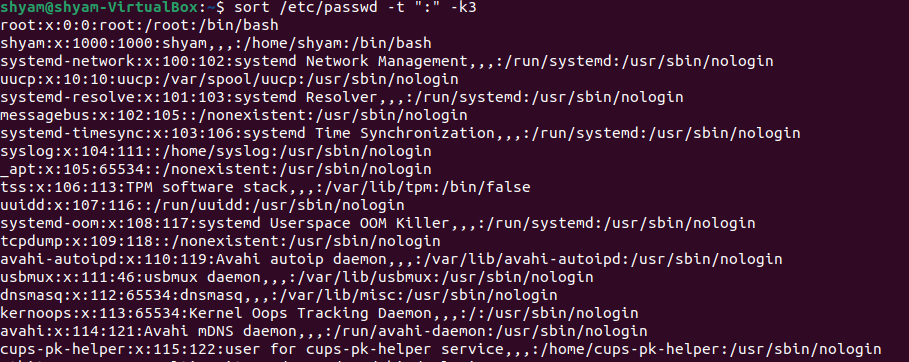 shyam@shyam-VirtualBox:~$ sort /etc/passwd -t ":" -k3
root:x:0:0:root:/root:/bin/bash
shyam:x:1000:1000:shyam,,,:/home/shyam:/bin/bash
systemd-network:x:100:102:systemd Network Management,,,:/run/systemd:/usr/sbin/nologin
uucp:x:10:10:uucp:/var/spool/uucp:/usr/sbin/nologin
systemd-resolve:x:101:103:systemd Resolver,,,:/run/systemd:/usr/sbin/nologin
messagebus:x:102:105::/nonexistent:/usr/sbin/nologin
systemd-timesync:x:103:106:systemd Time Synchronization,,,:/run/systemd:/usr/sbin/nologin
syslog:x:104:111::/home/syslog:/usr/sbin/nologin
_apt:x:105:65534::/nonexistent:/usr/sbin/nologin
tss:x:106:113:TPM software stack,,,:/var/lib/tpm:/bin/false
uuidd:x:107:116::/run/uuidd:/usr/sbin/nologin
systemd-oom:x:108:117:systemd Userspace OOM Killer,,,:/run/systemd:/usr/sbin/nologin
tcpdump:x:109:118::/nonexistent:/usr/sbin/nologin
avahi-autoipd:x:110:119:Avahi autoip daemon,,,:/var/lib/avahi-autoipd:/usr/sbin/nologin
usbmux:x:111:46:usbmux daemon,,,:/var/lib/usbmux:/usr/sbin/nologin
dnsmasq:x:112:65534:dnsmasq,,,:/var/lib/misc:/usr/sbin/nologin
kernoops:x:113:65534:Kernel Oops Tracking Daemon,,,:/:/usr/sbin/nologin
avahi:x:114:121:Avahi mDNS daemon,,,:/run/avahi-daemon:/usr/sbin/nologin
cups-pk-helper:x:115:122:user for cups-pk-helper service,,,:/home/cups-pk-helper:/usr/sbin/nologin